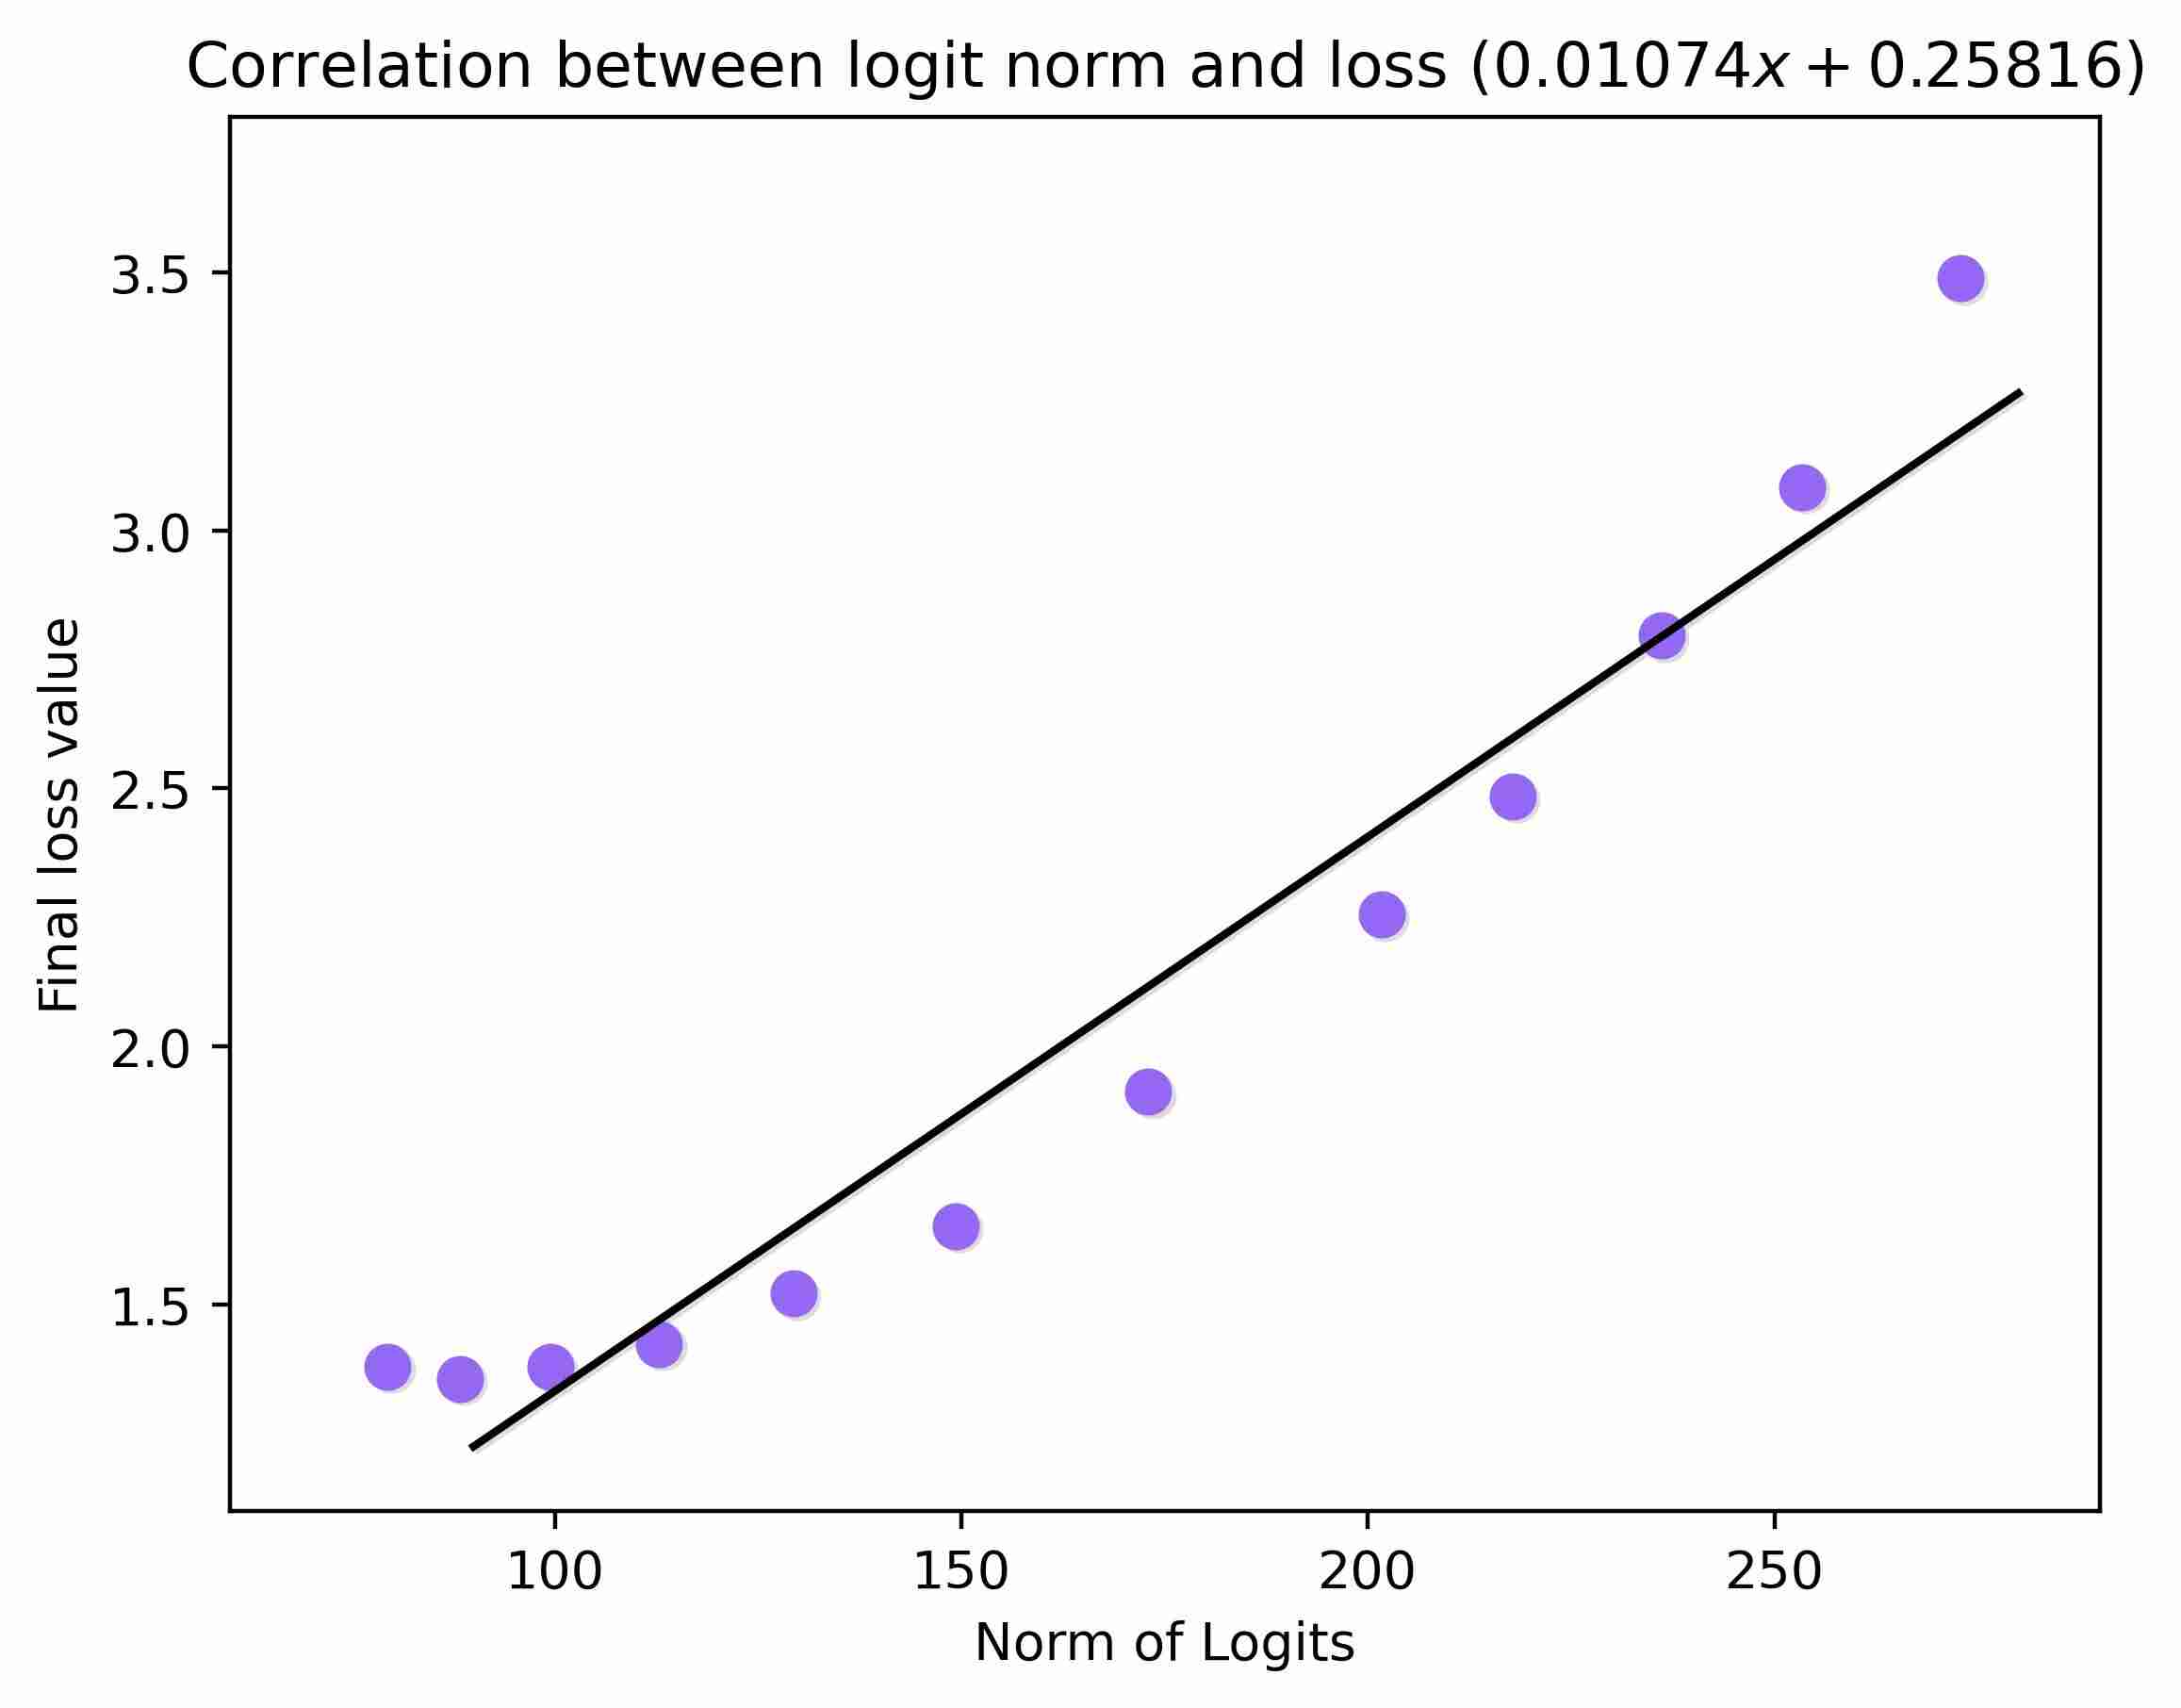 Correlation between logit norm and loss (0.01074x + 0.25816)
Final loss value
3.5
3.0
2.5
2.0
1.5
100 150 200 250
Norm of Logits